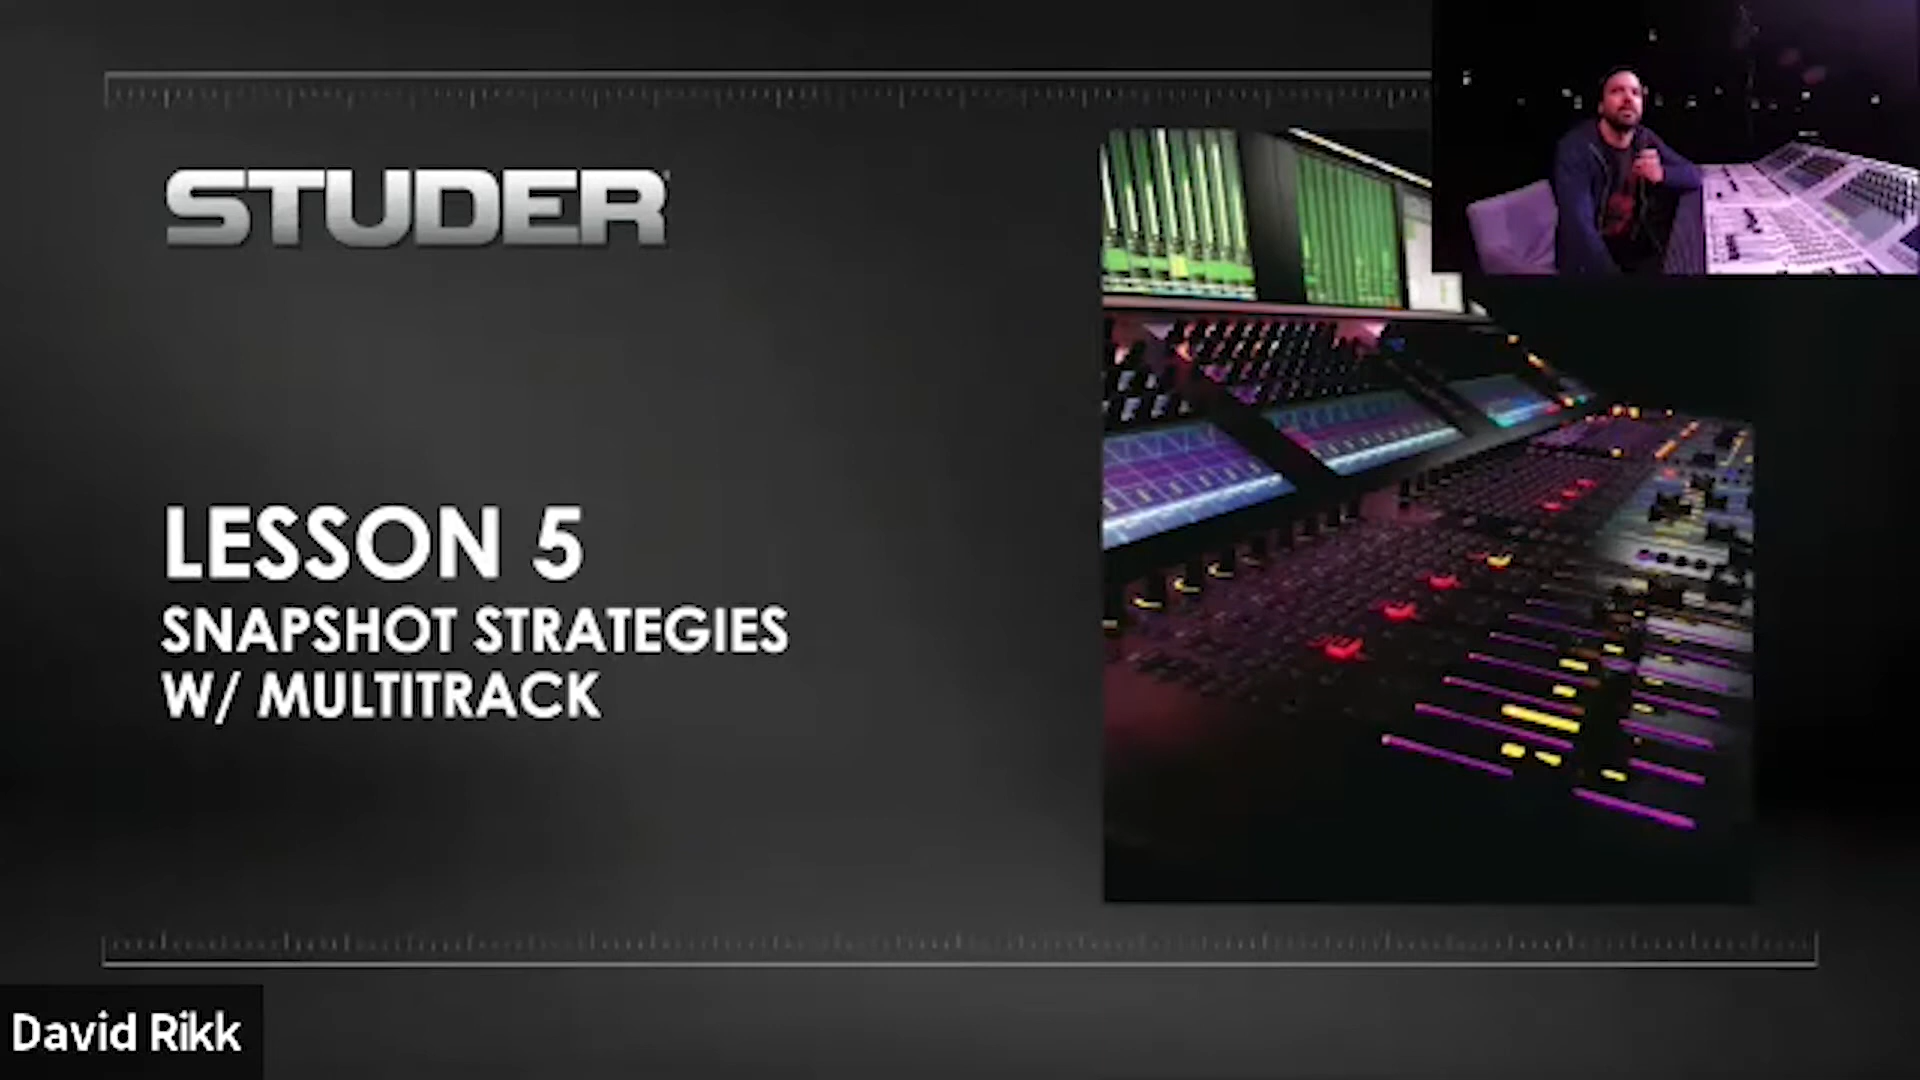 STUDER
LESSON 5
SNAPSHOT STRATEGIES
W/ MULTITRACK
David Rikk